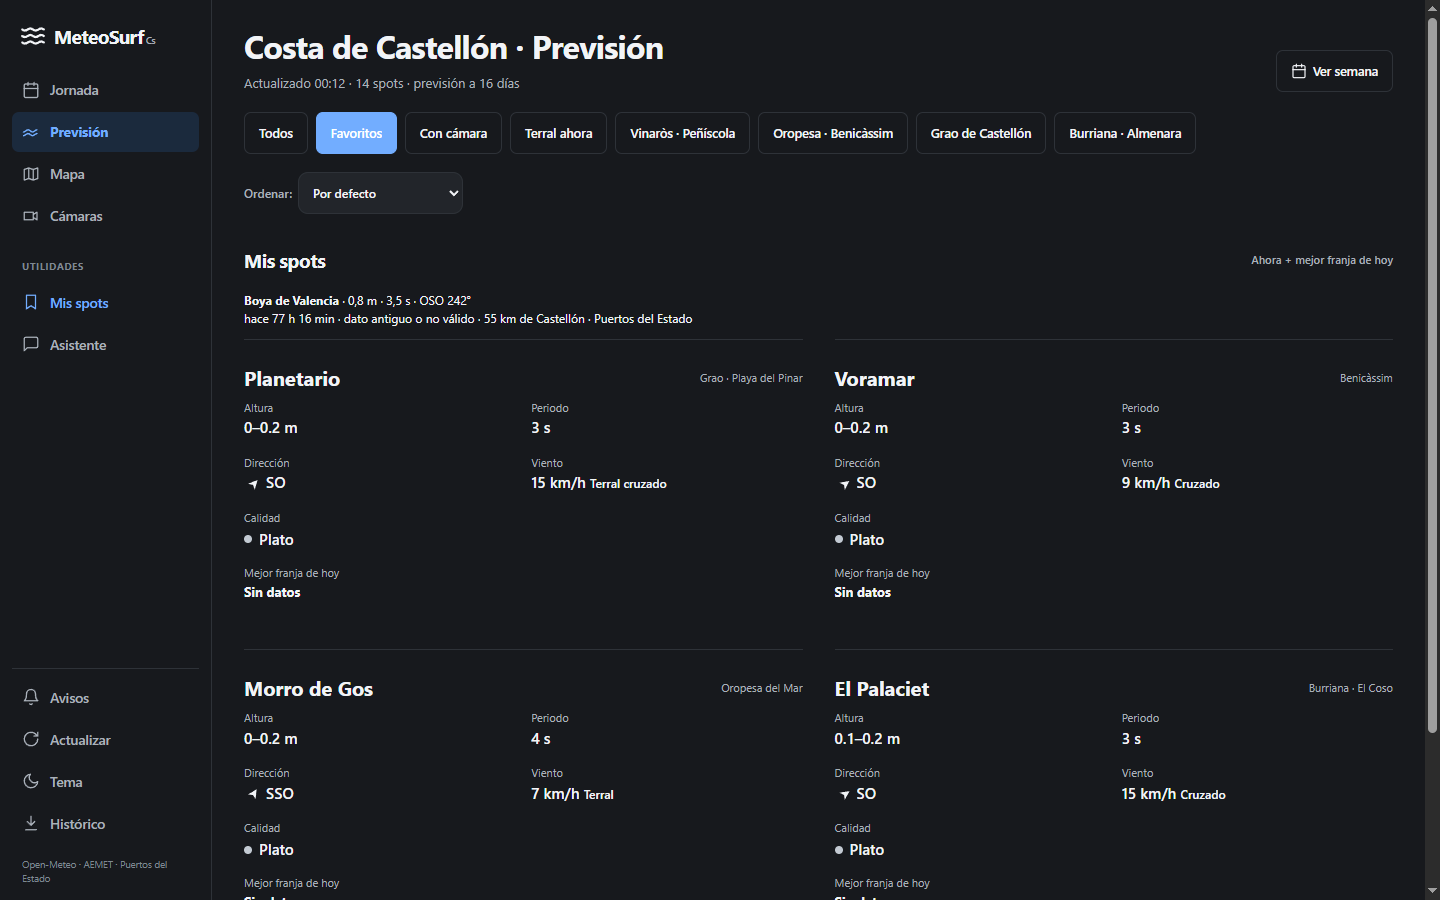 MeteoSurf Cs
Jornada
Previsión
Mapa
Cámaras
UTILIDADES
Mis spots
Asistente
Avisos
Actualizar
Tema
Histórico
Open-Meteo · AEMET · Puertos del
Estado
Costa de Castellón · Previsión
Actualizado 00:12 · 14 spots · previsión a 16 días
Ver semana
Todos
Favoritos
Con cámara
Terral ahora
Vinaròs · Peñíscola
Oropesa · Benicàssim
Grao de Castellón
Burriana · Almenara
Ordenar: Por defecto
Mis spots
Ahora + mejor franja de hoy
Boya de Valencia · 0,8 m · 3,5 s · OSO 242°
hace 77 h 16 min · dato antiguo o no válido · 55 km de Castellón · Puertos del Estado
Planetario
Grao · Playa del Pinar
Altura
0–0.2 m
Periodo
3 s
Dirección
SO
Viento
15 km/h Terral cruzado
Calidad
Plato
Mejor franja de hoy
Sin datos
Voramar
Benicàssim
Altura
0–0.2 m
Periodo
3 s
Dirección
SO
Viento
9 km/h Cruzado
Calidad
Plato
Mejor franja de hoy
Sin datos
Morro de Gos
Oropesa del Mar
Altura
0–0.2 m
Periodo
4 s
Dirección
SSO
Viento
7 km/h Terral
Calidad
Plato
Mejor franja de hoy
El Palaciet
Burriana · El Coso
Altura
0.1–0.2 m
Periodo
3 s
Dirección
SO
Viento
15 km/h Cruzado
Calidad
Plato
Mejor franja de hoy